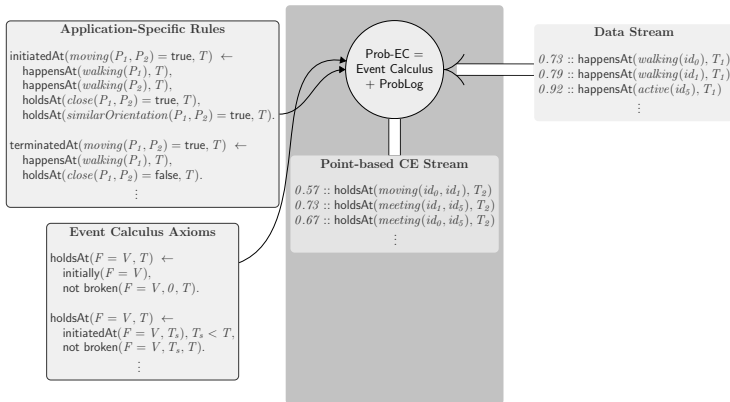 Application-Specific Rules
initiatedAt(moving(P₁, P₂) = true, T) ←
happensAt(walking(P₁), T),
happensAt(walking(P₂), T),
holdsAt(close(P₁, P₂) = true, T),
holdsAt(similarOrientation(P₁, P₂) = true, T).
terminatedAt(moving(P₁, P₂) = true, T) ←
happensAt(walking(P₁), T),
holdsAt(close(P₁, P₂) = false, T).
⋮
Event Calculus Axioms
holdsAt(F = V, T) ←
initially(F = V),
not broken(F = V, 0, T).
holdsAt(F = V, T) ←
initiatedAt(F = V, Tₛ), Tₛ < T,
not broken(F = V, Tₛ, T).
⋮
Prob-EC =
Event Calculus
+ ProbLog
Point-based CE Stream
0.57 :: holdsAt(moving(id₀, id₁), T₂)
0.73 :: holdsAt(meeting(id₁, id₅), T₂)
0.67 :: holdsAt(meeting(id₀, id₅), T₂)
⋮
Data Stream
0.73 :: happensAt(walking(id₀), T₁)
0.79 :: happensAt(walking(id₁), T₁)
0.92 :: happensAt(active(id₅), T₁)
⋮